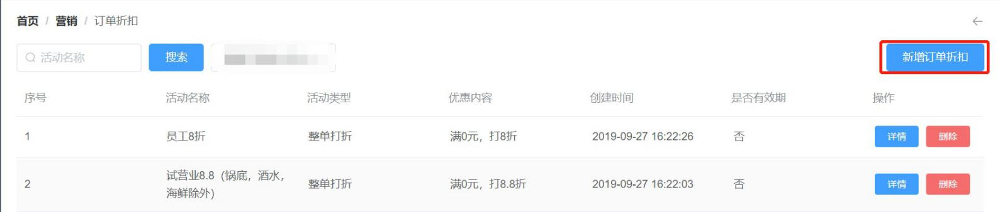 首页 / 营销 / 订单折扣
活动名称 搜索 新增订单折扣
序号 活动名称 活动类型 优惠内容 创建时间 是否有效期 操作
1 员工8折 整单打折 满0元，打8折 2019-09-27 16:22:26 否 详情 删除
2 试营业8.8（锅底，酒水， 整单打折 满0元，打8.8折 2019-09-27 16:22:03 否 详情 删除
海鲜除外）